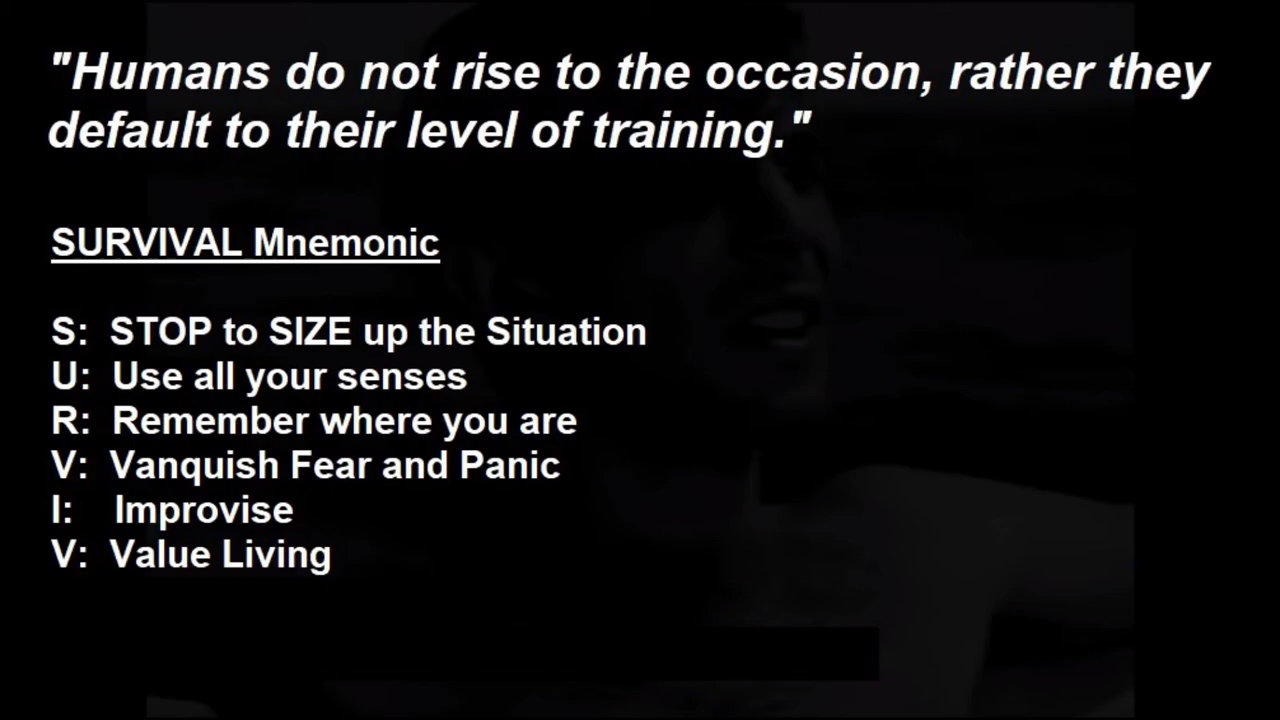 "Humans do not rise to the occasion, rather they
default to their level of training."
SURVIVAL Mnemonic
S: STOP to SIZE up the Situation
U: Use all your senses
R: Remember where you are
V: Vanquish Fear and Panic
I: Improvise
V: Value Living